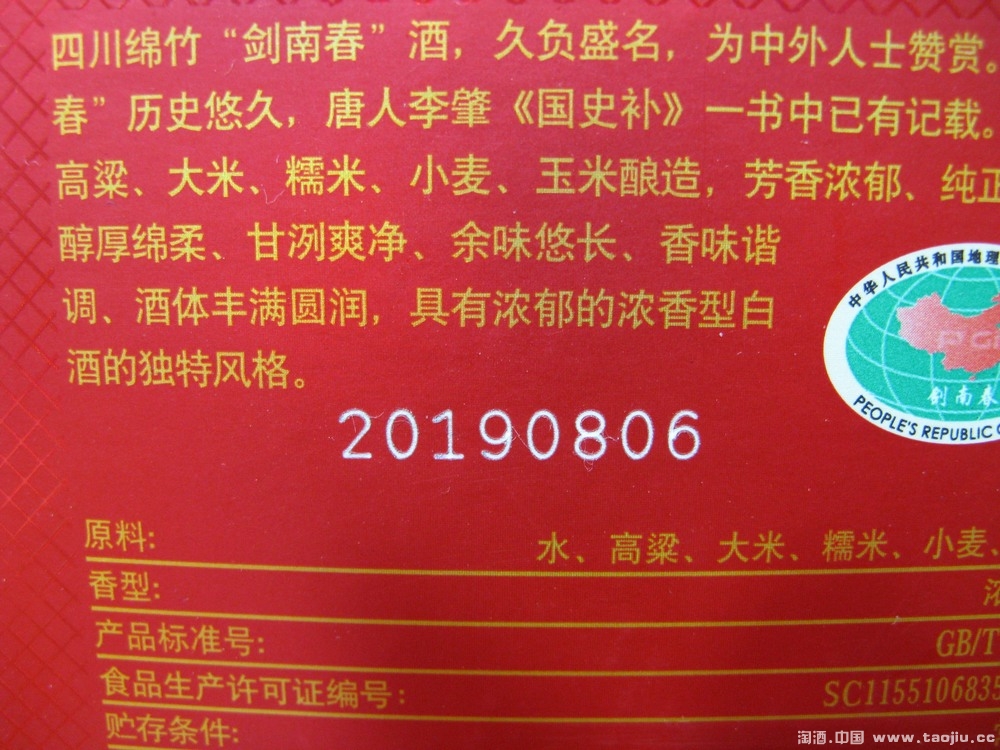 四川绵竹“剑南春”酒，久负盛名，为中外人士赞赏。
春”历史悠久，唐人李肇《国史补》一书中已有记载。
高粱、大米、糯米、小麦、玉米酿造，芳香浓郁、纯正
醇厚绵柔、甘洌爽净、余味悠长、香味谐
调、酒体丰满圆润，具有浓郁的浓香型白
酒的独特风格。
中华人民共和国地理
PGI
剑南春
PEOPLE'S REPUBLIC
20190806
原料: 水、高粱、大米、糯米、小麦、
香型: 浓
产品标准号: GB/T
食品生产许可证编号: SC1155106835
贮存条件:
淘酒.中国 www.taojiu.cc